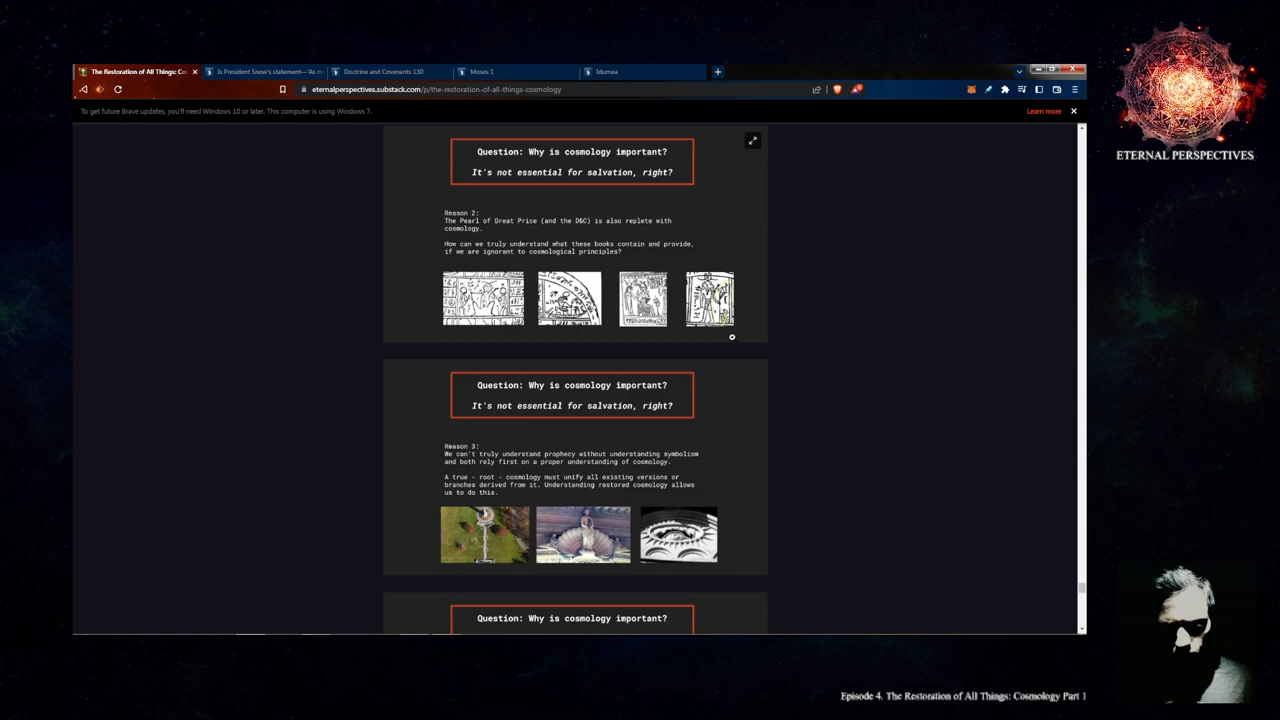 The Restoration of All Things: Co
Is President Snow's statement—'As m
Doctrine and Covenants 130
Moses 1
Idumea
eternalperspectives.substack.com/p/the-restoration-of-all-things-cosmology
To get future Brave updates, you'll need Windows 10 or later. This computer is using Windows 7.
Learn more
ETERNAL PERSPECTIVES
Question: Why is cosmology important?
It's not essential for salvation, right?
Reason 2:
The Pearl of Great Price (and the D&C) is also replete with
cosmology.
How can we truly understand what these books contain and provide,
if we are ignorant to cosmological principles?
Question: Why is cosmology important?
It's not essential for salvation, right?
Reason 3:
We can't truly understand prophecy without understanding symbolism
and both rely first on a proper understanding of cosmology.
A true - root - cosmology must unify all existing versions or
branches derived from it. Understanding restored cosmology allows
us to do this.
Question: Why is cosmology important?
Episode 4. The Restoration of All Things: Cosmology Part 1